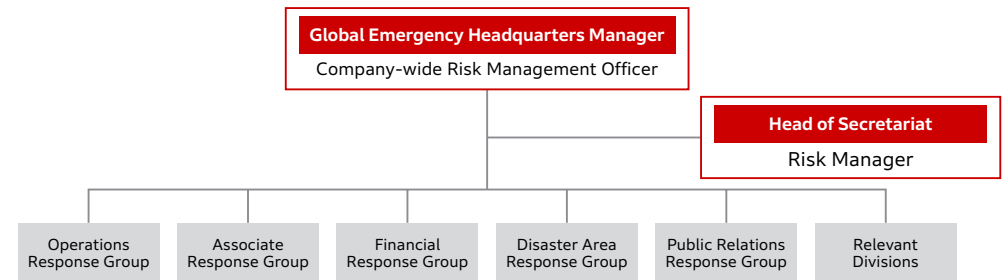 Global Emergency Headquarters Manager
Company-wide Risk Management Officer
Head of Secretariat
Risk Manager
Operations
Response Group
Associate
Response Group
Financial
Response Group
Disaster Area
Response Group
Public Relations
Response Group
Relevant
Divisions